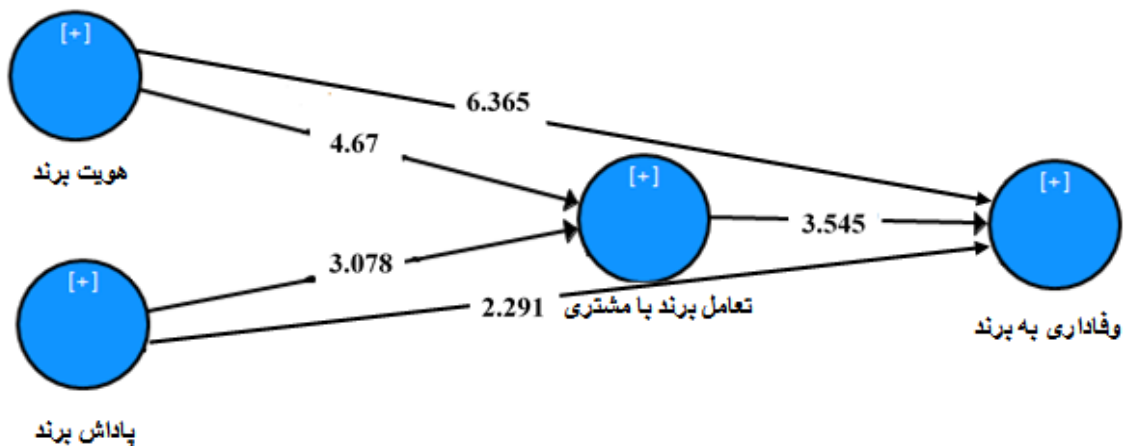 [+]
هويت برند
6.365
4.67
[+]
تعامل برند با مشتری
3.545
[+]
وفاداری به برند
3.078
2.291
[+]
پاداش برند